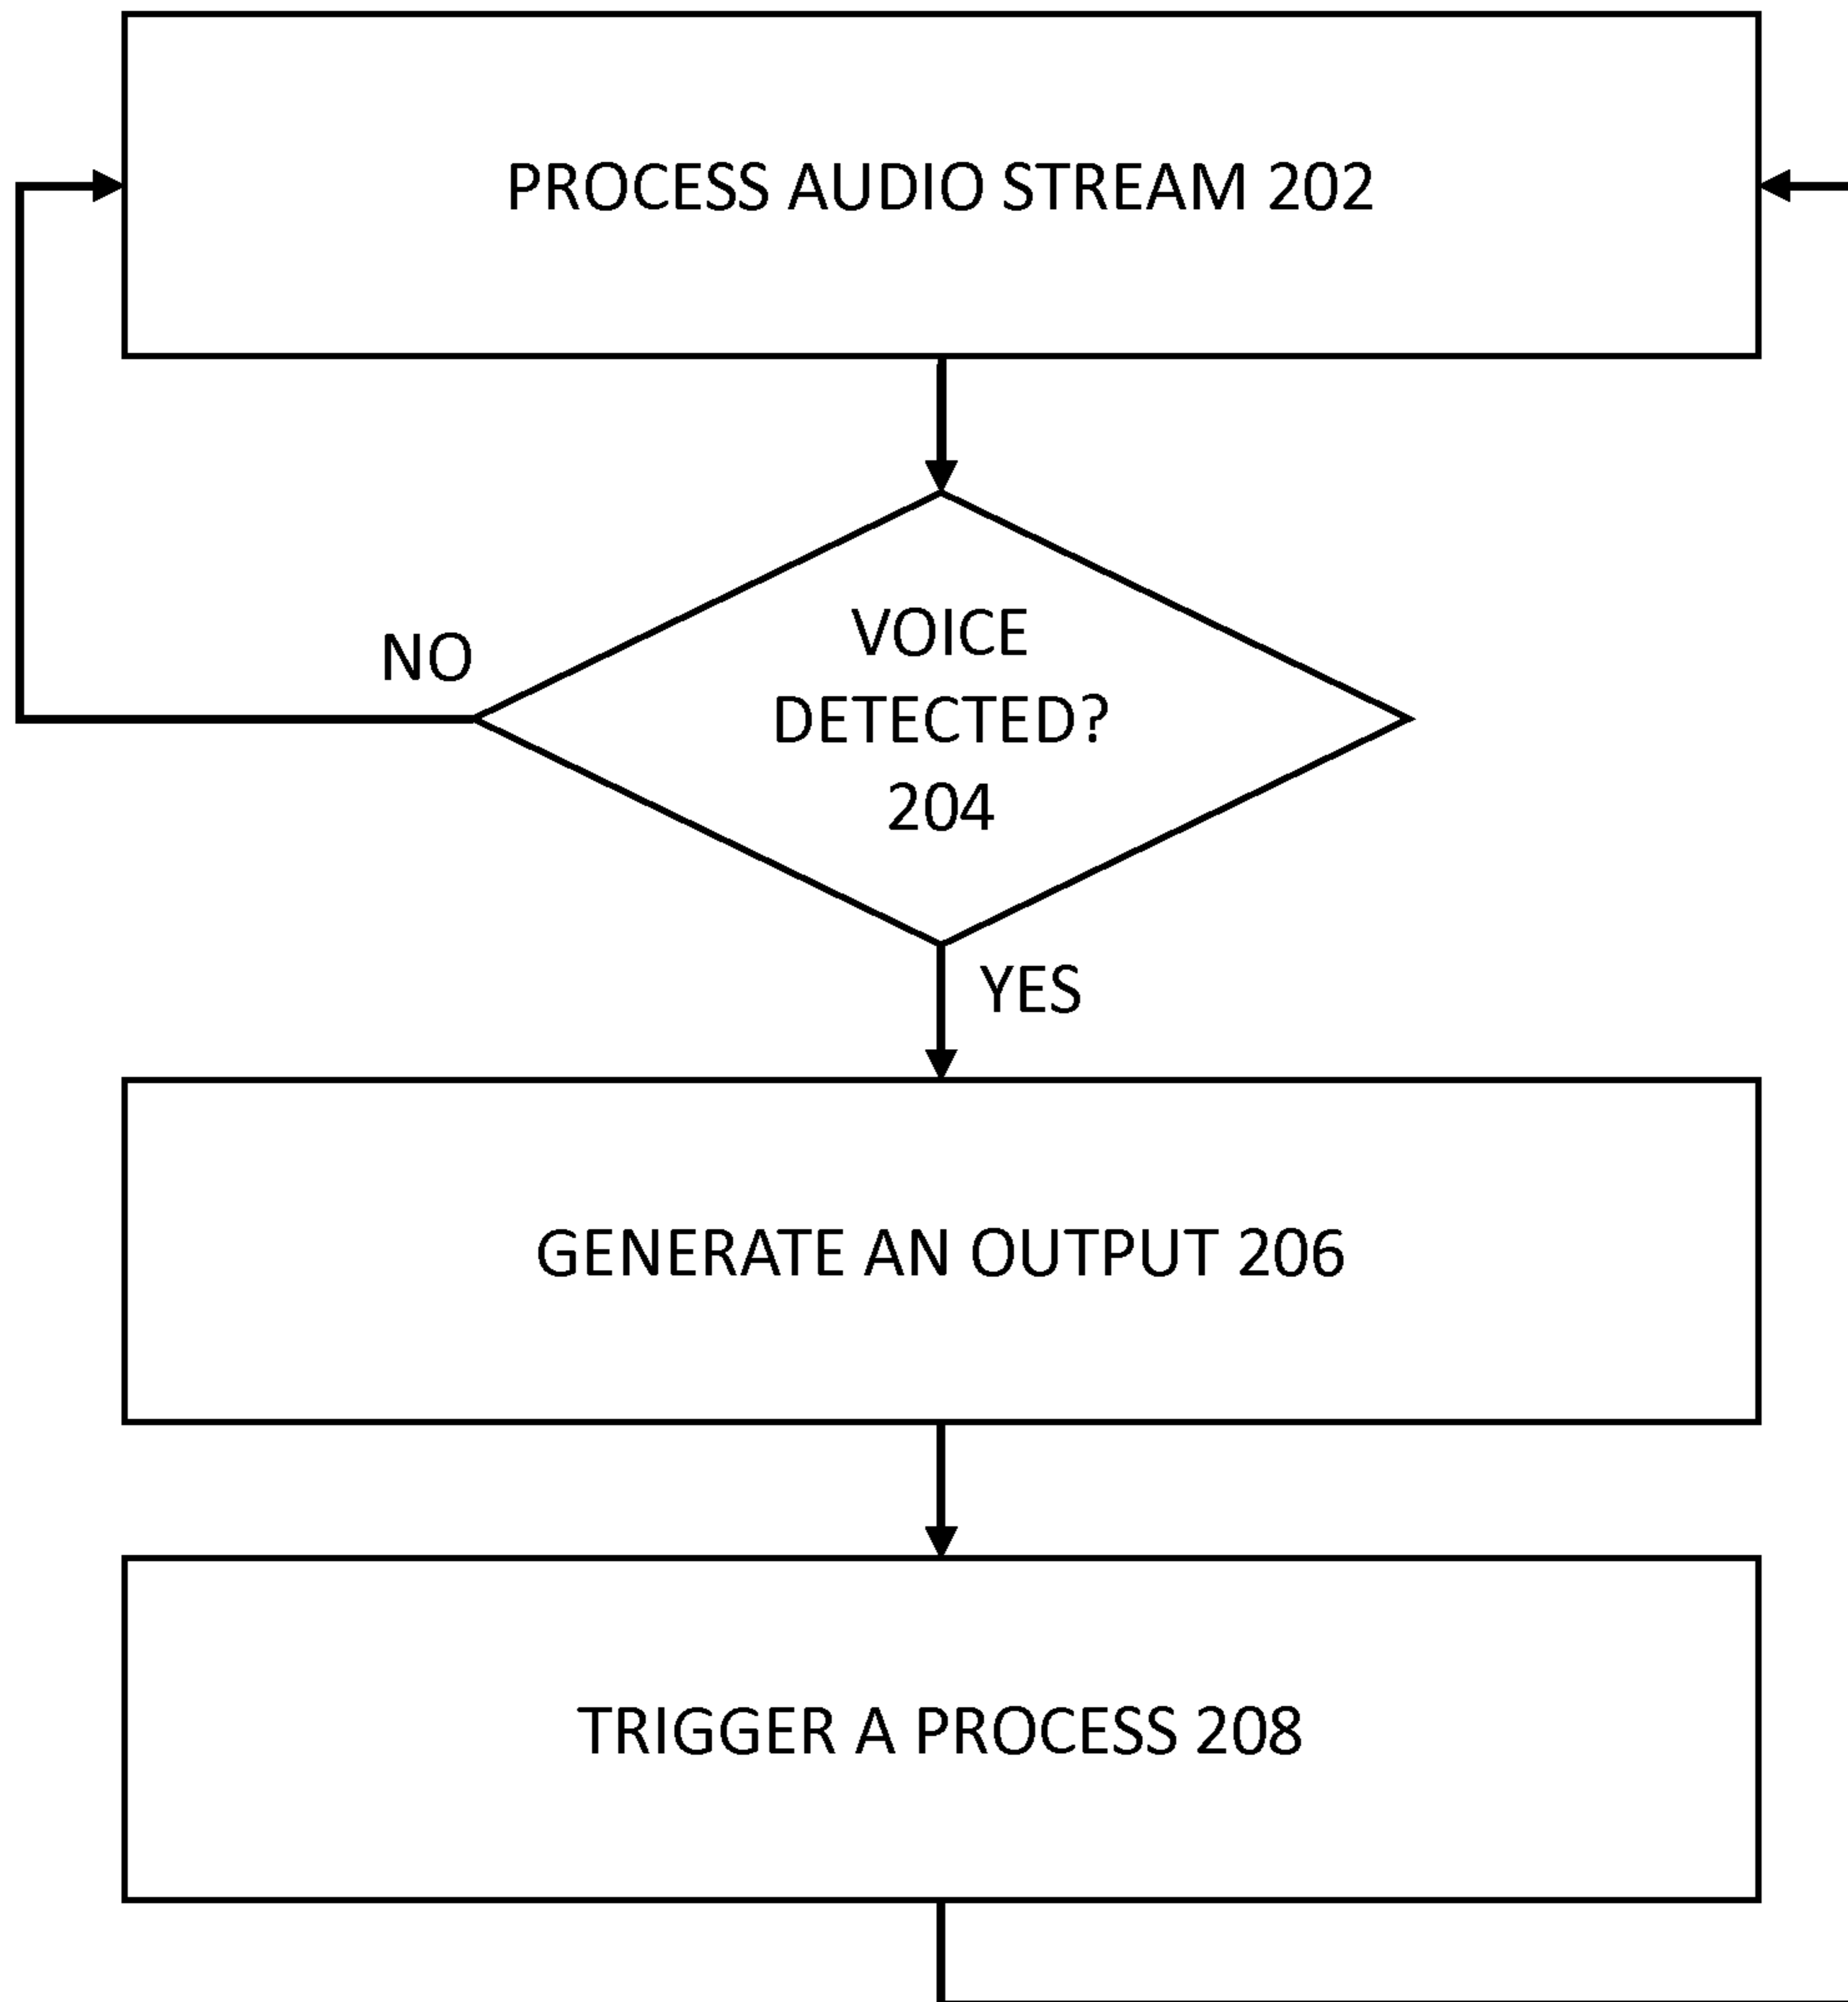 PROCESS AUDIO STREAM 202
NO
VOICE
DETECTED?
204
YES
GENERATE AN OUTPUT 206
TRIGGER A PROCESS 208